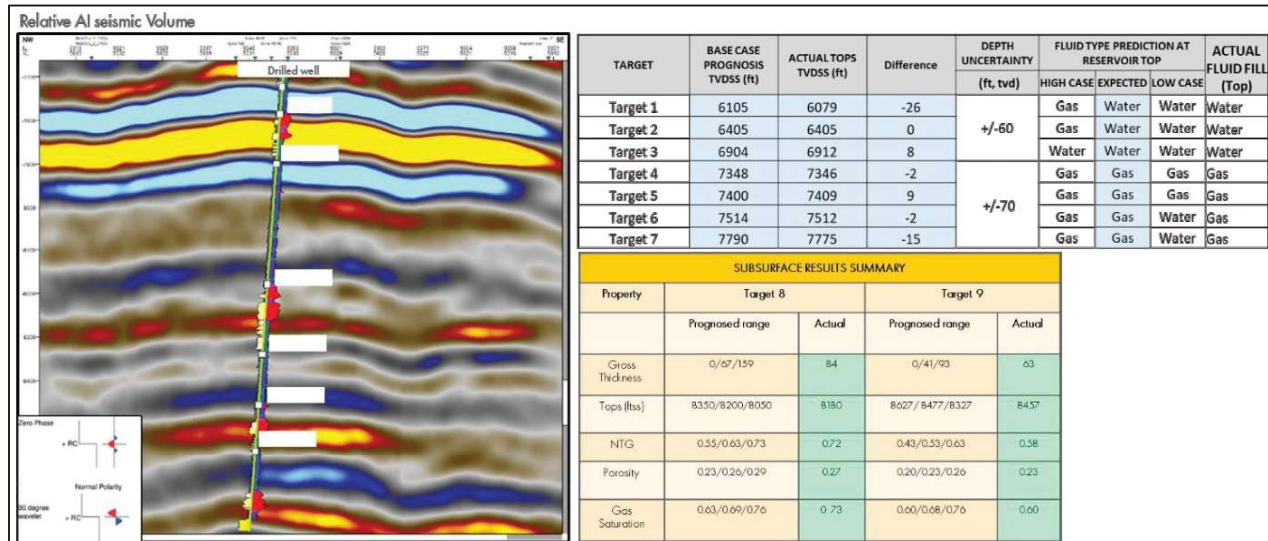 Relative AI seismic Volume
NW
SE
Drilled well
Zero Phase
+ RC
Normal Polarity
90 degree
wavelet
+ RC
TARGET
BASE CASE PROGNOSIS TVDSS (ft)
ACTUAL TOPS TVDSS (ft)
Difference
DEPTH UNCERTAINTY (ft, tvd)
FLUID TYPE PREDICTION AT RESERVOIR TOP
HIGH CASE EXPECTED LOW CASE
ACTUAL FLUID FILL (Top)
Target 1 6105 6079 -26 Gas Water Water Water
Target 2 6405 6405 0 +/-60 Gas Water Water Water
Target 3 6904 6912 8 Water Water Water Water
Target 4 7348 7346 -2 Gas Gas Gas Gas
Target 5 7400 7409 9 +/-70 Gas Gas Gas Gas
Target 6 7514 7512 -2 Gas Gas Water Gas
Target 7 7790 7775 -15 Gas Gas Water Gas
SUBSURFACE RESULTS SUMMARY
Property Target 8 Target 9
Prognosed range Actual Prognosed range Actual
Gross Thickness 0/67/159 84 0/41/93 63
Tops (ftss) 8350/8200/8050 8180 8627/8477/8327 8457
NTG 0.55/0.63/0.73 0.72 0.43/0.53/0.63 0.58
Porosity 0.23/0.26/0.29 0.27 0.20/0.23/0.26 0.23
Gas Saturation 0.63/0.69/0.76 0.73 0.60/0.68/0.76 0.60